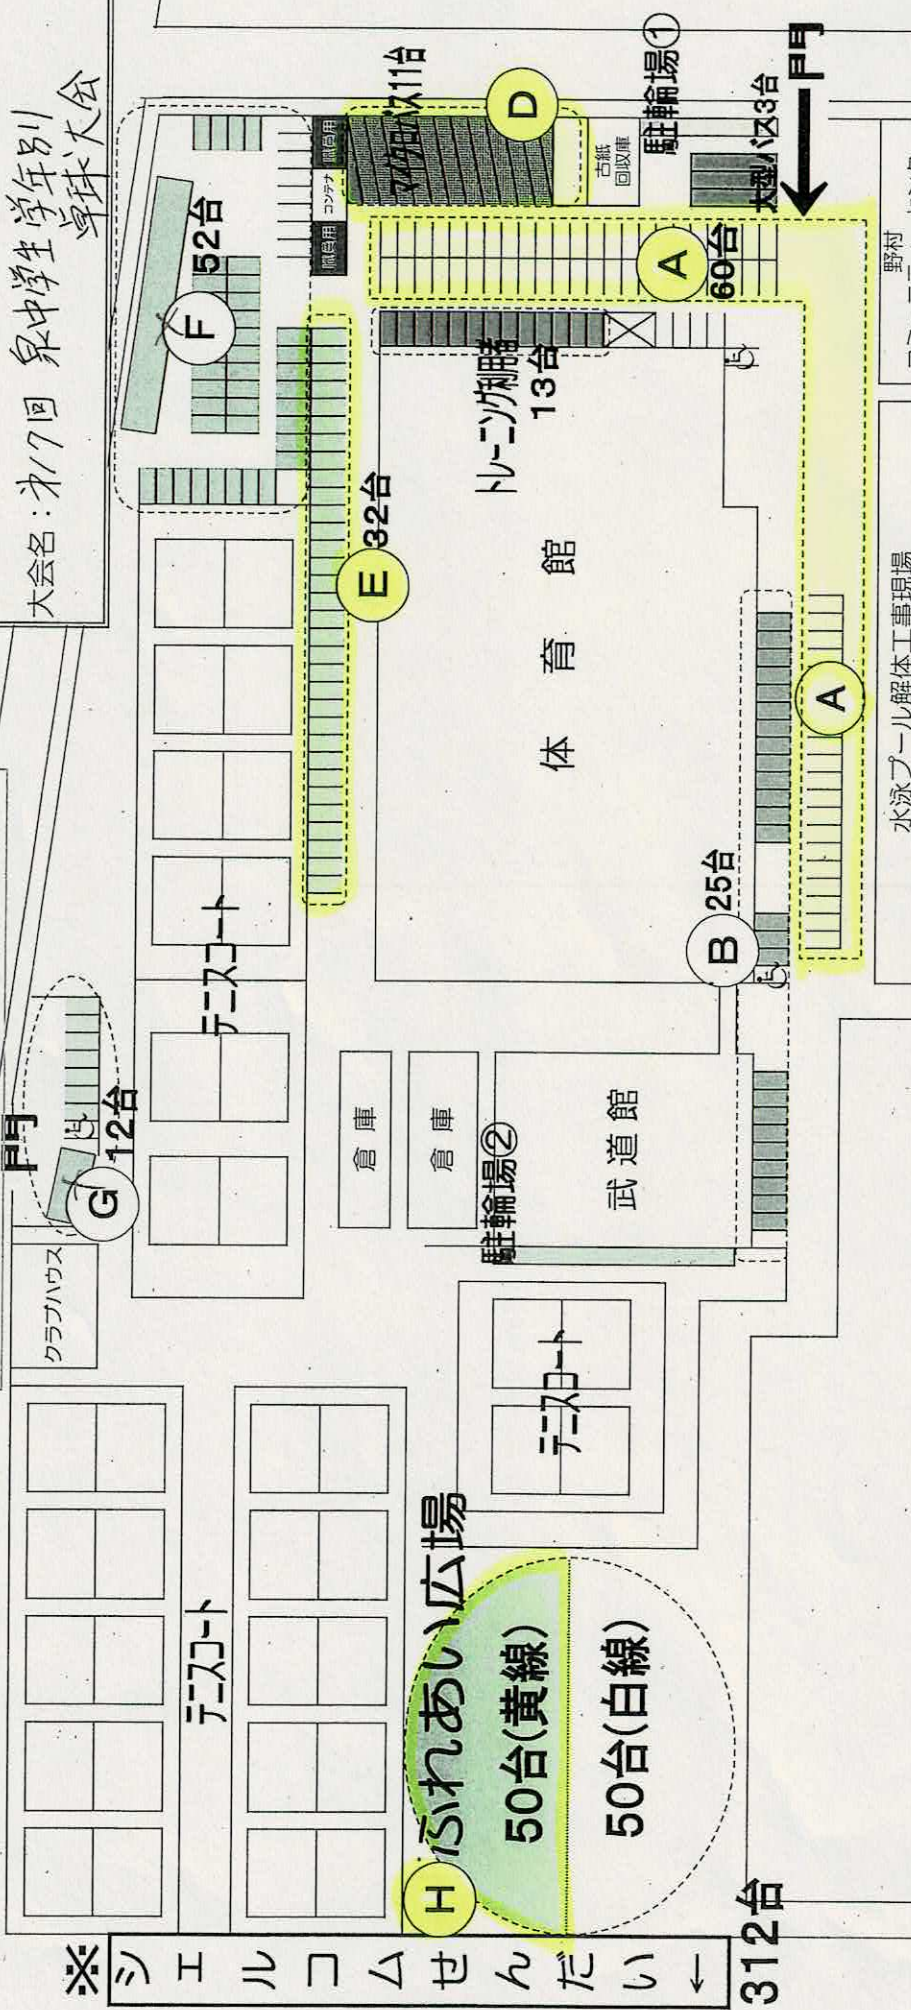 大会名：第17回 泉中学生学年別
卓球大会
門
クラブハウス
G
12台
F
52台
職員用
コンテナ
職員用
マイクロバス11台
D
古紙
回収庫
駐輪場①
大型バス3台
門
A
60台
トレーニング利用者
13台
E
32台
テニスコート
体育館
倉庫
倉庫
駐輪場②
武道館
B
25台
A
野村
水泳プール解体工事現場
テニスコート
テニスコート
H
ふれあい広場
50台(黄線)
50台(白線)
※
シェルコムせんだい
←
312台